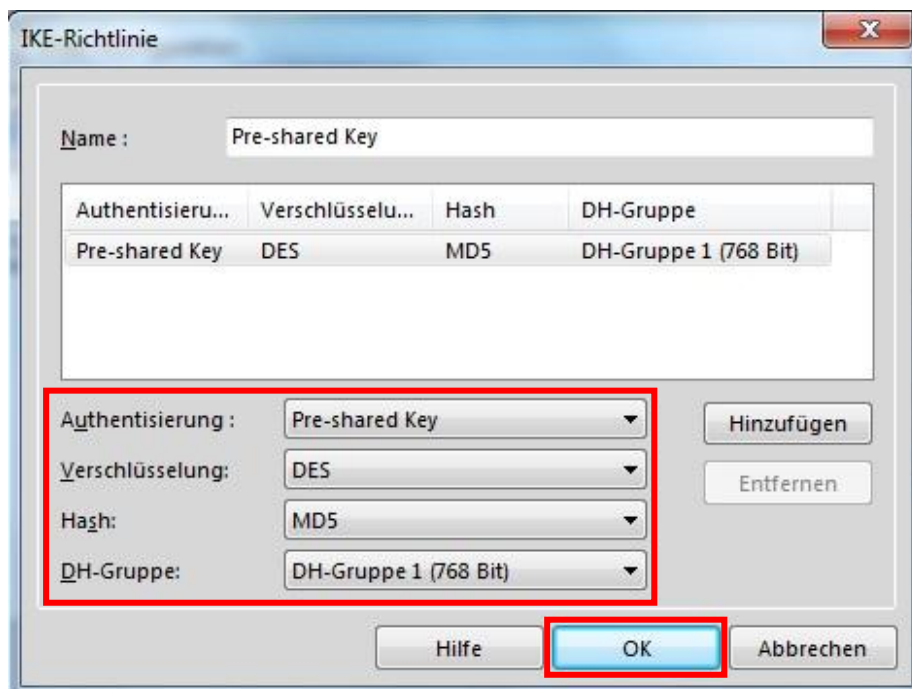 IKE-Richtlinie
Name : Pre-shared Key
Authentisieru... Verschlüsselu... Hash DH-Gruppe
Pre-shared Key DES MD5 DH-Gruppe 1 (768 Bit)
Authentisierung : Pre-shared Key Hinzufügen
Verschlüsselung: DES Entfernen
Hash: MD5
DH-Gruppe: DH-Gruppe 1 (768 Bit)
Hilfe OK Abbrechen